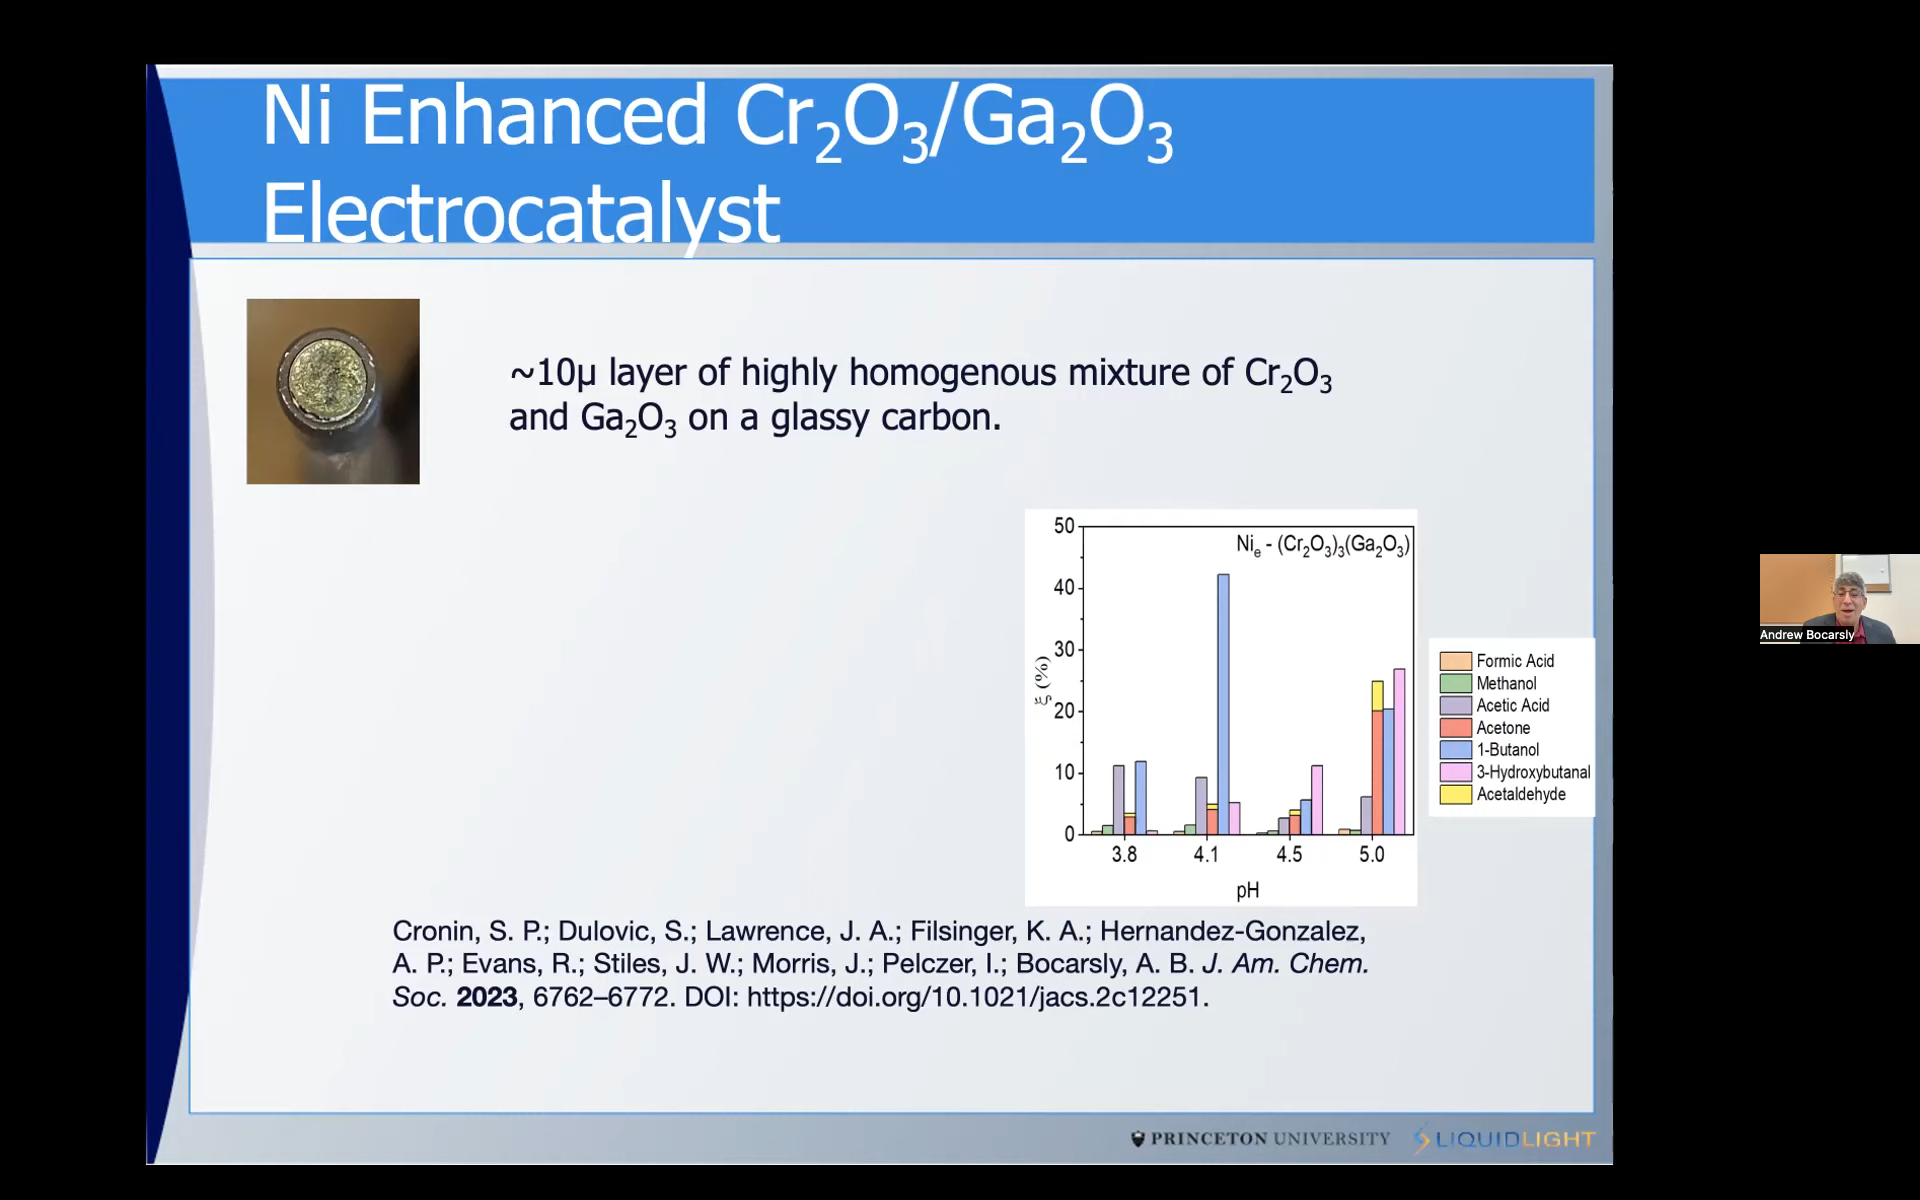 Ni Enhanced Cr₂O₃/Ga₂O₃
Electrocatalyst
~10µ layer of highly homogenous mixture of Cr₂O₃
and Ga₂O₃ on a glassy carbon.
50
40
30
20
10
0
ξ (%)
Niₑ - (Cr₂O₃)₃(Ga₂O₃)
3.8 4.1 4.5 5.0
pH
Formic Acid
Methanol
Acetic Acid
Acetone
1-Butanol
3-Hydroxybutanal
Acetaldehyde
Andrew Bocarsly
Cronin, S. P.; Dulovic, S.; Lawrence, J. A.; Filsinger, K. A.; Hernandez-Gonzalez,
A. P.; Evans, R.; Stiles, J. W.; Morris, J.; Pelczer, I.; Bocarsly, A. B. J. Am. Chem.
Soc. 2023, 6762–6772. DOI: https://doi.org/10.1021/jacs.2c12251.
PRINCETON UNIVERSITY
LIQUIDLIGHT